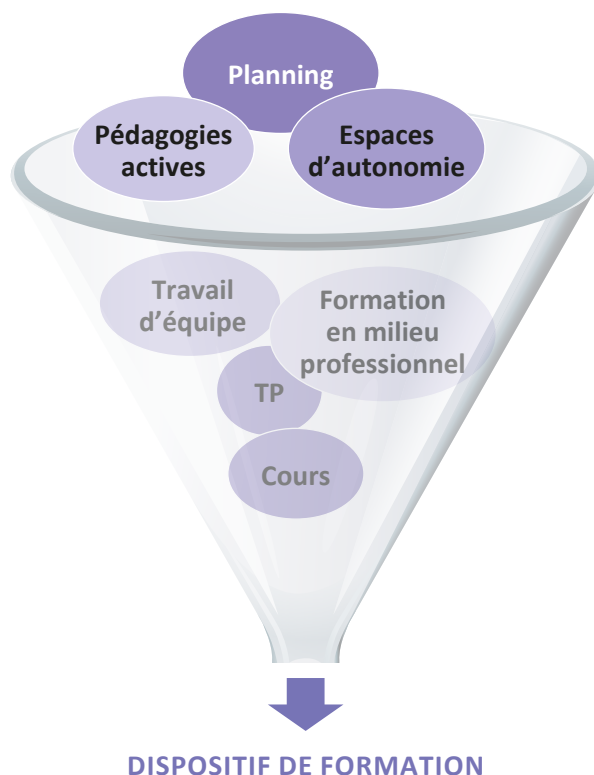 Planning
Pédagogies
actives
Espaces
d’autonomie
Travail
d’équipe
Formation
en milieu
professionnel
TP
Cours
DISPOSITIF DE FORMATION